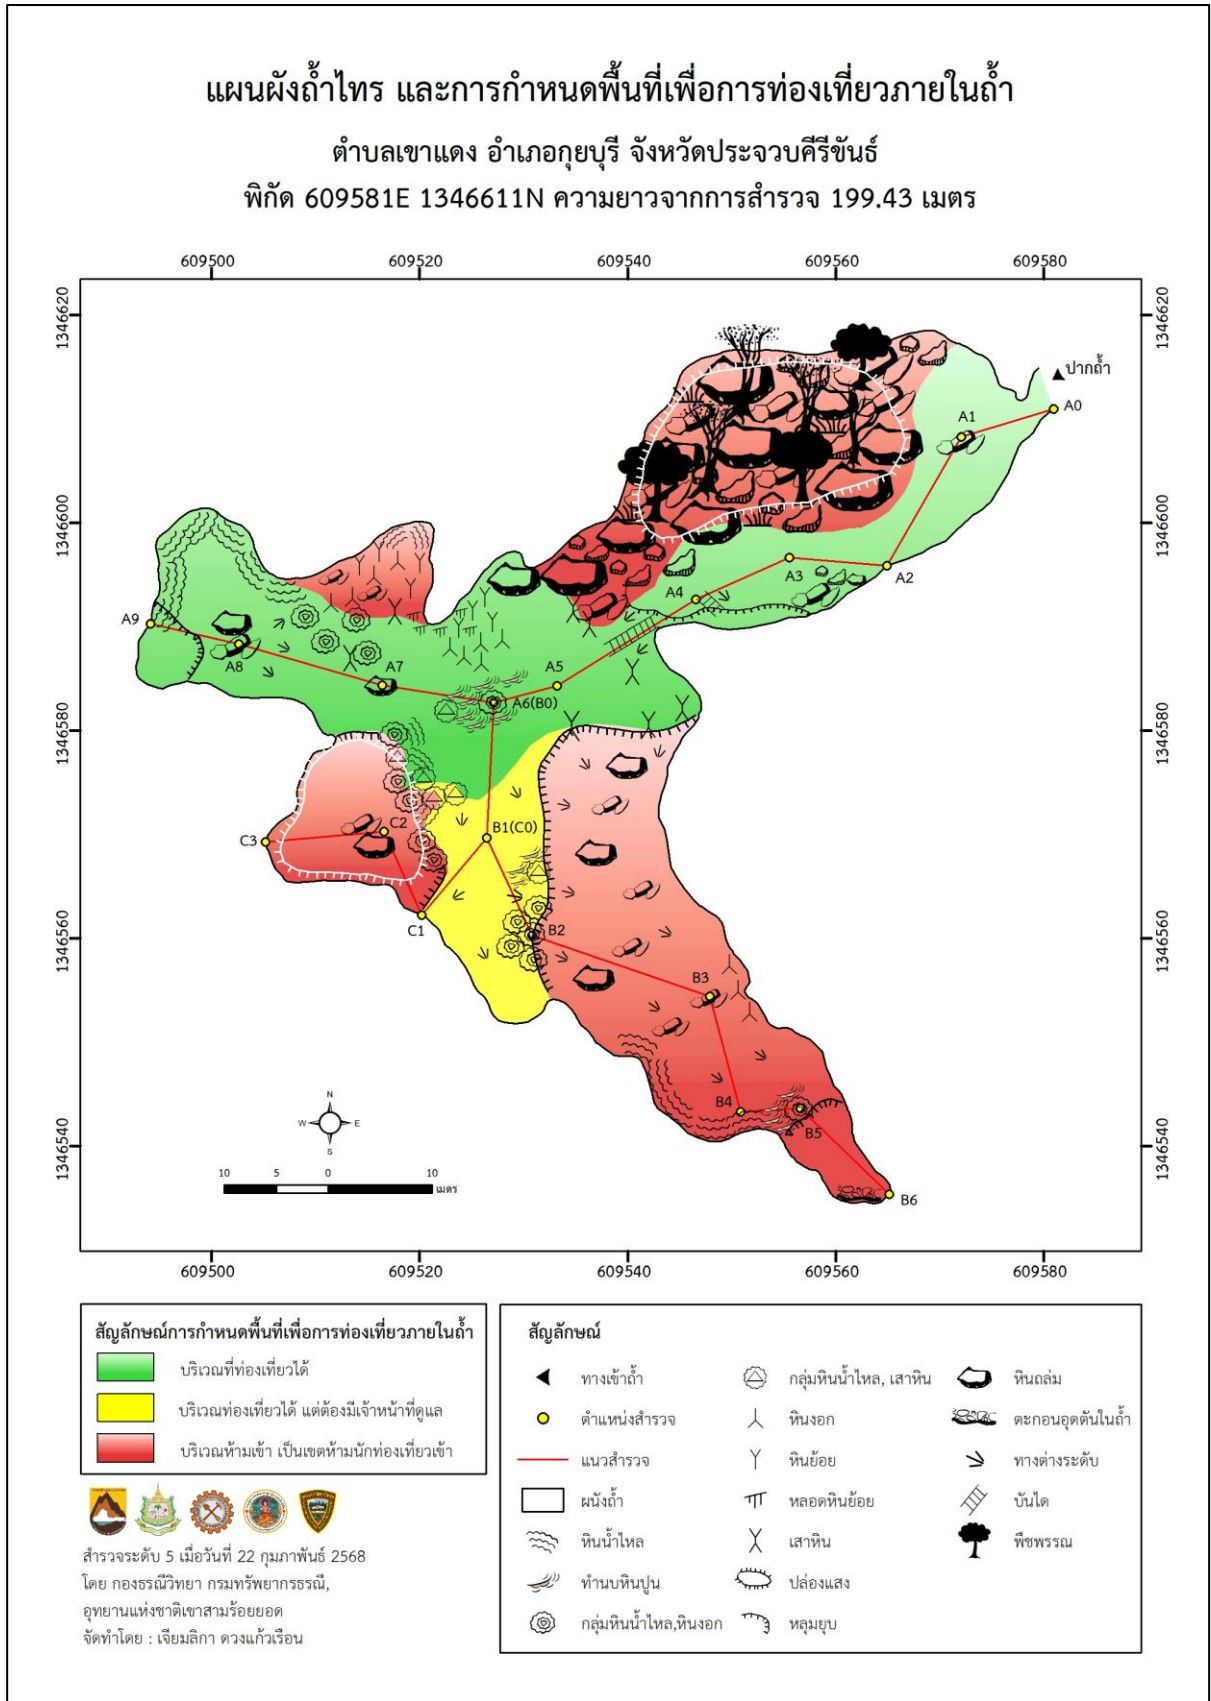 แผนผังถ้ำไทร และการกำหนดพื้นที่เพื่อการท่องเที่ยวภายในถ้ำ
ตำบลเขาแดง อำเภอกุยบุรี จังหวัดประจวบคีรีขันธ์
พิกัด 609581E 1346611N ความยาวจากการสำรวจ 199.43 เมตร
609500 609520 609540 609560 609580
1346620 1346620
ปากถ้ำ
A0
A1
1346600 1346600
A3 A2
A4
A9
A8 A7 A5
A6(B0)
1346580 1346580
B1(C0)
C2
C3
C1 B2
1346560 1346560
B3
N
W E
S
B4
B5
1346540 1346540
10 5 0 10
เมตร
B6
609500 609520 609540 609560 609580
สัญลักษณ์การกำหนดพื้นที่เพื่อการท่องเที่ยวภายในถ้ำ
บริเวณที่ท่องเที่ยวได้
บริเวณท่องเที่ยวได้ แต่ต้องมีเจ้าหน้าที่ดูแล
บริเวณห้ามเข้า เป็นเขตห้ามนักท่องเที่ยวเข้า
สำรวจระดับ 5 เมื่อวันที่ 22 กุมภาพันธ์ 2568
โดย กองธรณีวิทยา กรมทรัพยากรธรณี,
อุทยานแห่งชาติเขาสามร้อยยอด
จัดทำโดย : เจียมลิกา ดวงแก้วเรือน
สัญลักษณ์
ทางเข้าถ้ำ
ตำแหน่งสำรวจ
แนวสำรวจ
ผนังถ้ำ
หินน้ำไหล
ทำนบหินปูน
กลุ่มหินน้ำไหล,หินงอก
กลุ่มหินน้ำไหล, เสาหิน
หินงอก
หินย้อย
หลอดหินย้อย
เสาหิน
ปล่องแสง
หลุมยุบ
หินถล่ม
ตะกอนอุดตันในถ้ำ
ทางต่างระดับ
บันได
พืชพรรณ